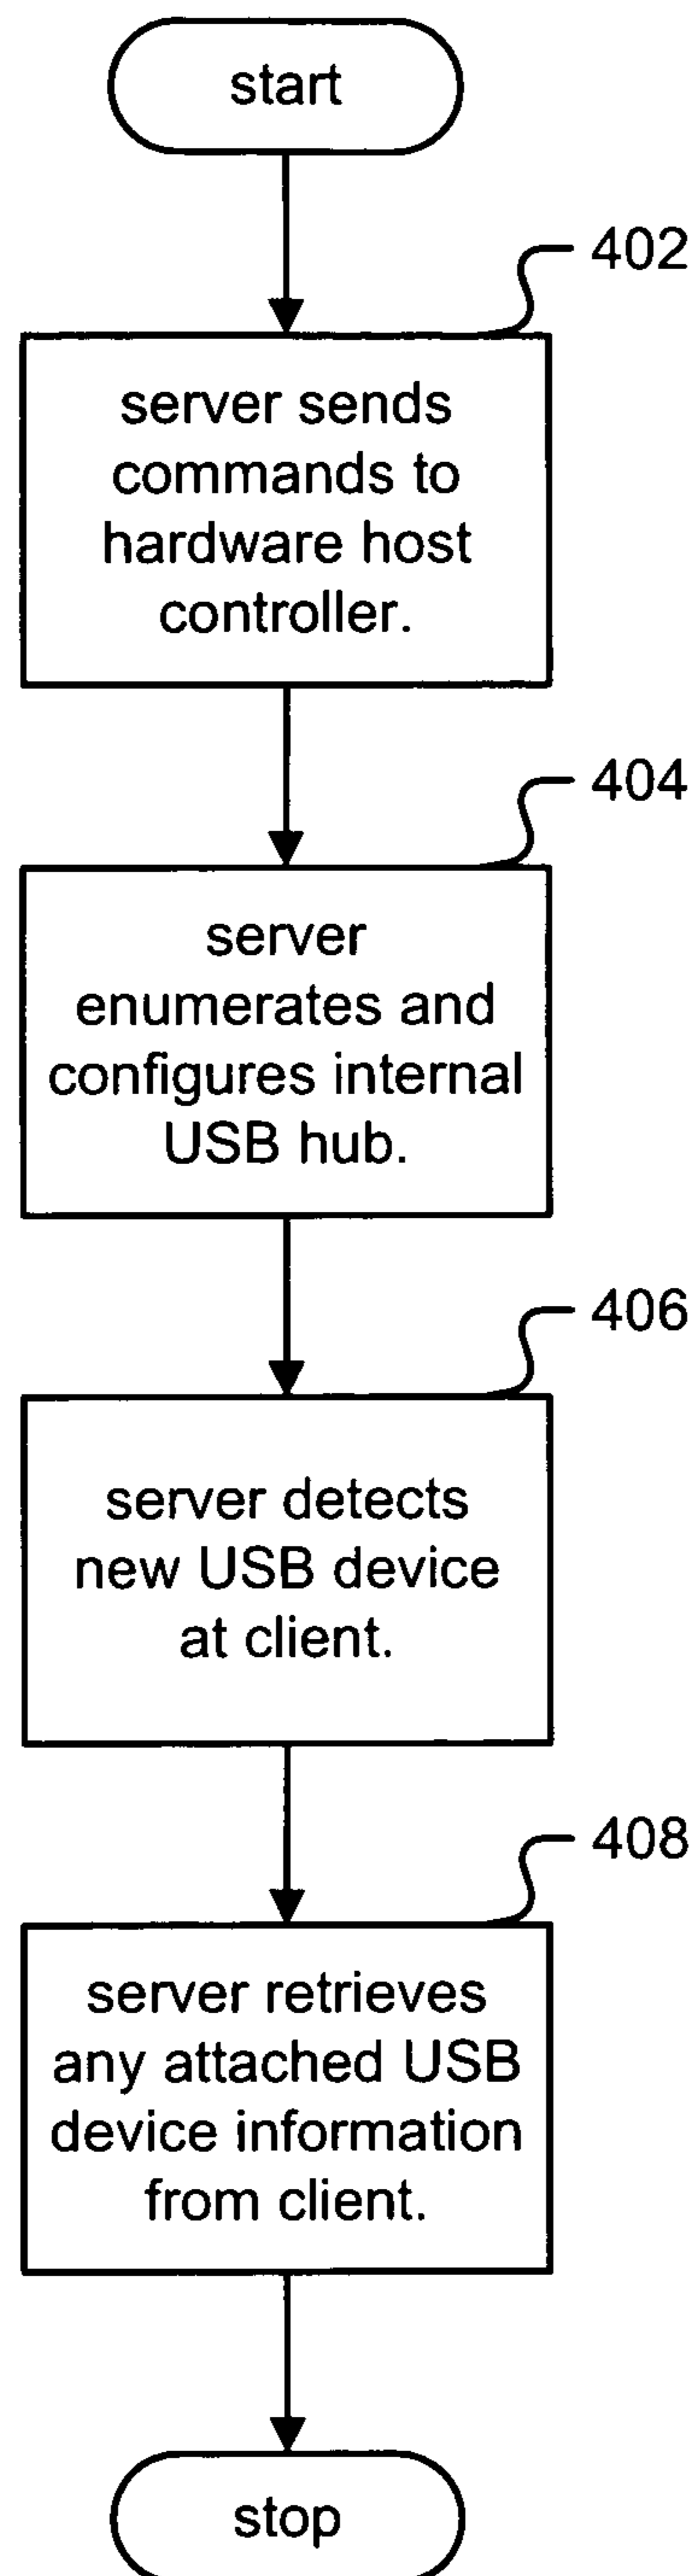 start
402
server sends
commands to
hardware host
controller.
404
server
enumerates and
configures internal
USB hub.
406
server detects
new USB device
at client.
408
server retrieves
any attached USB
device information
from client.
stop